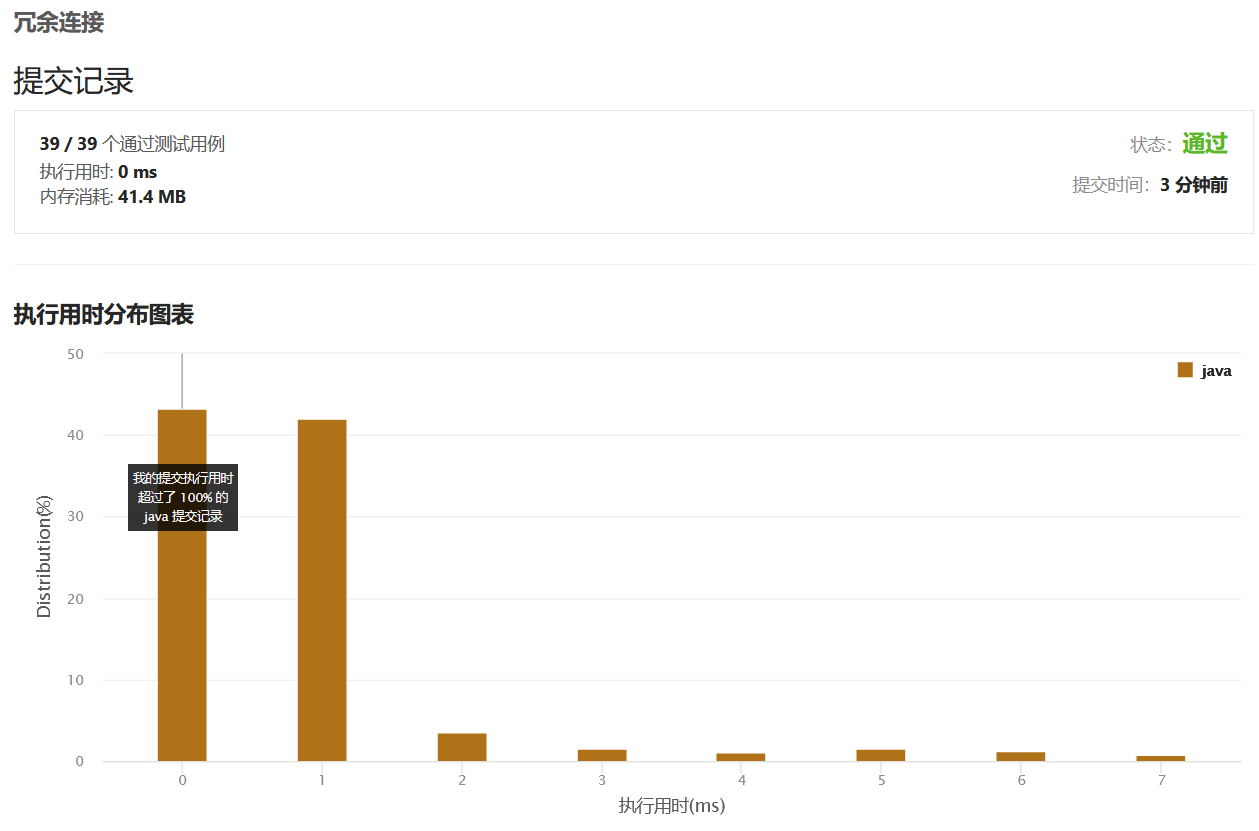 冗余连接
提交记录
39 / 39 个通过测试用例
状态：通过
执行用时: 0 ms
提交时间：3 分钟前
内存消耗: 41.4 MB
执行用时分布图表
java
50
40
30
20
10
0
Distribution(%)
我的提交执行用时
超过了 100% 的
java 提交记录
0 1 2 3 4 5 6 7
执行用时(ms)